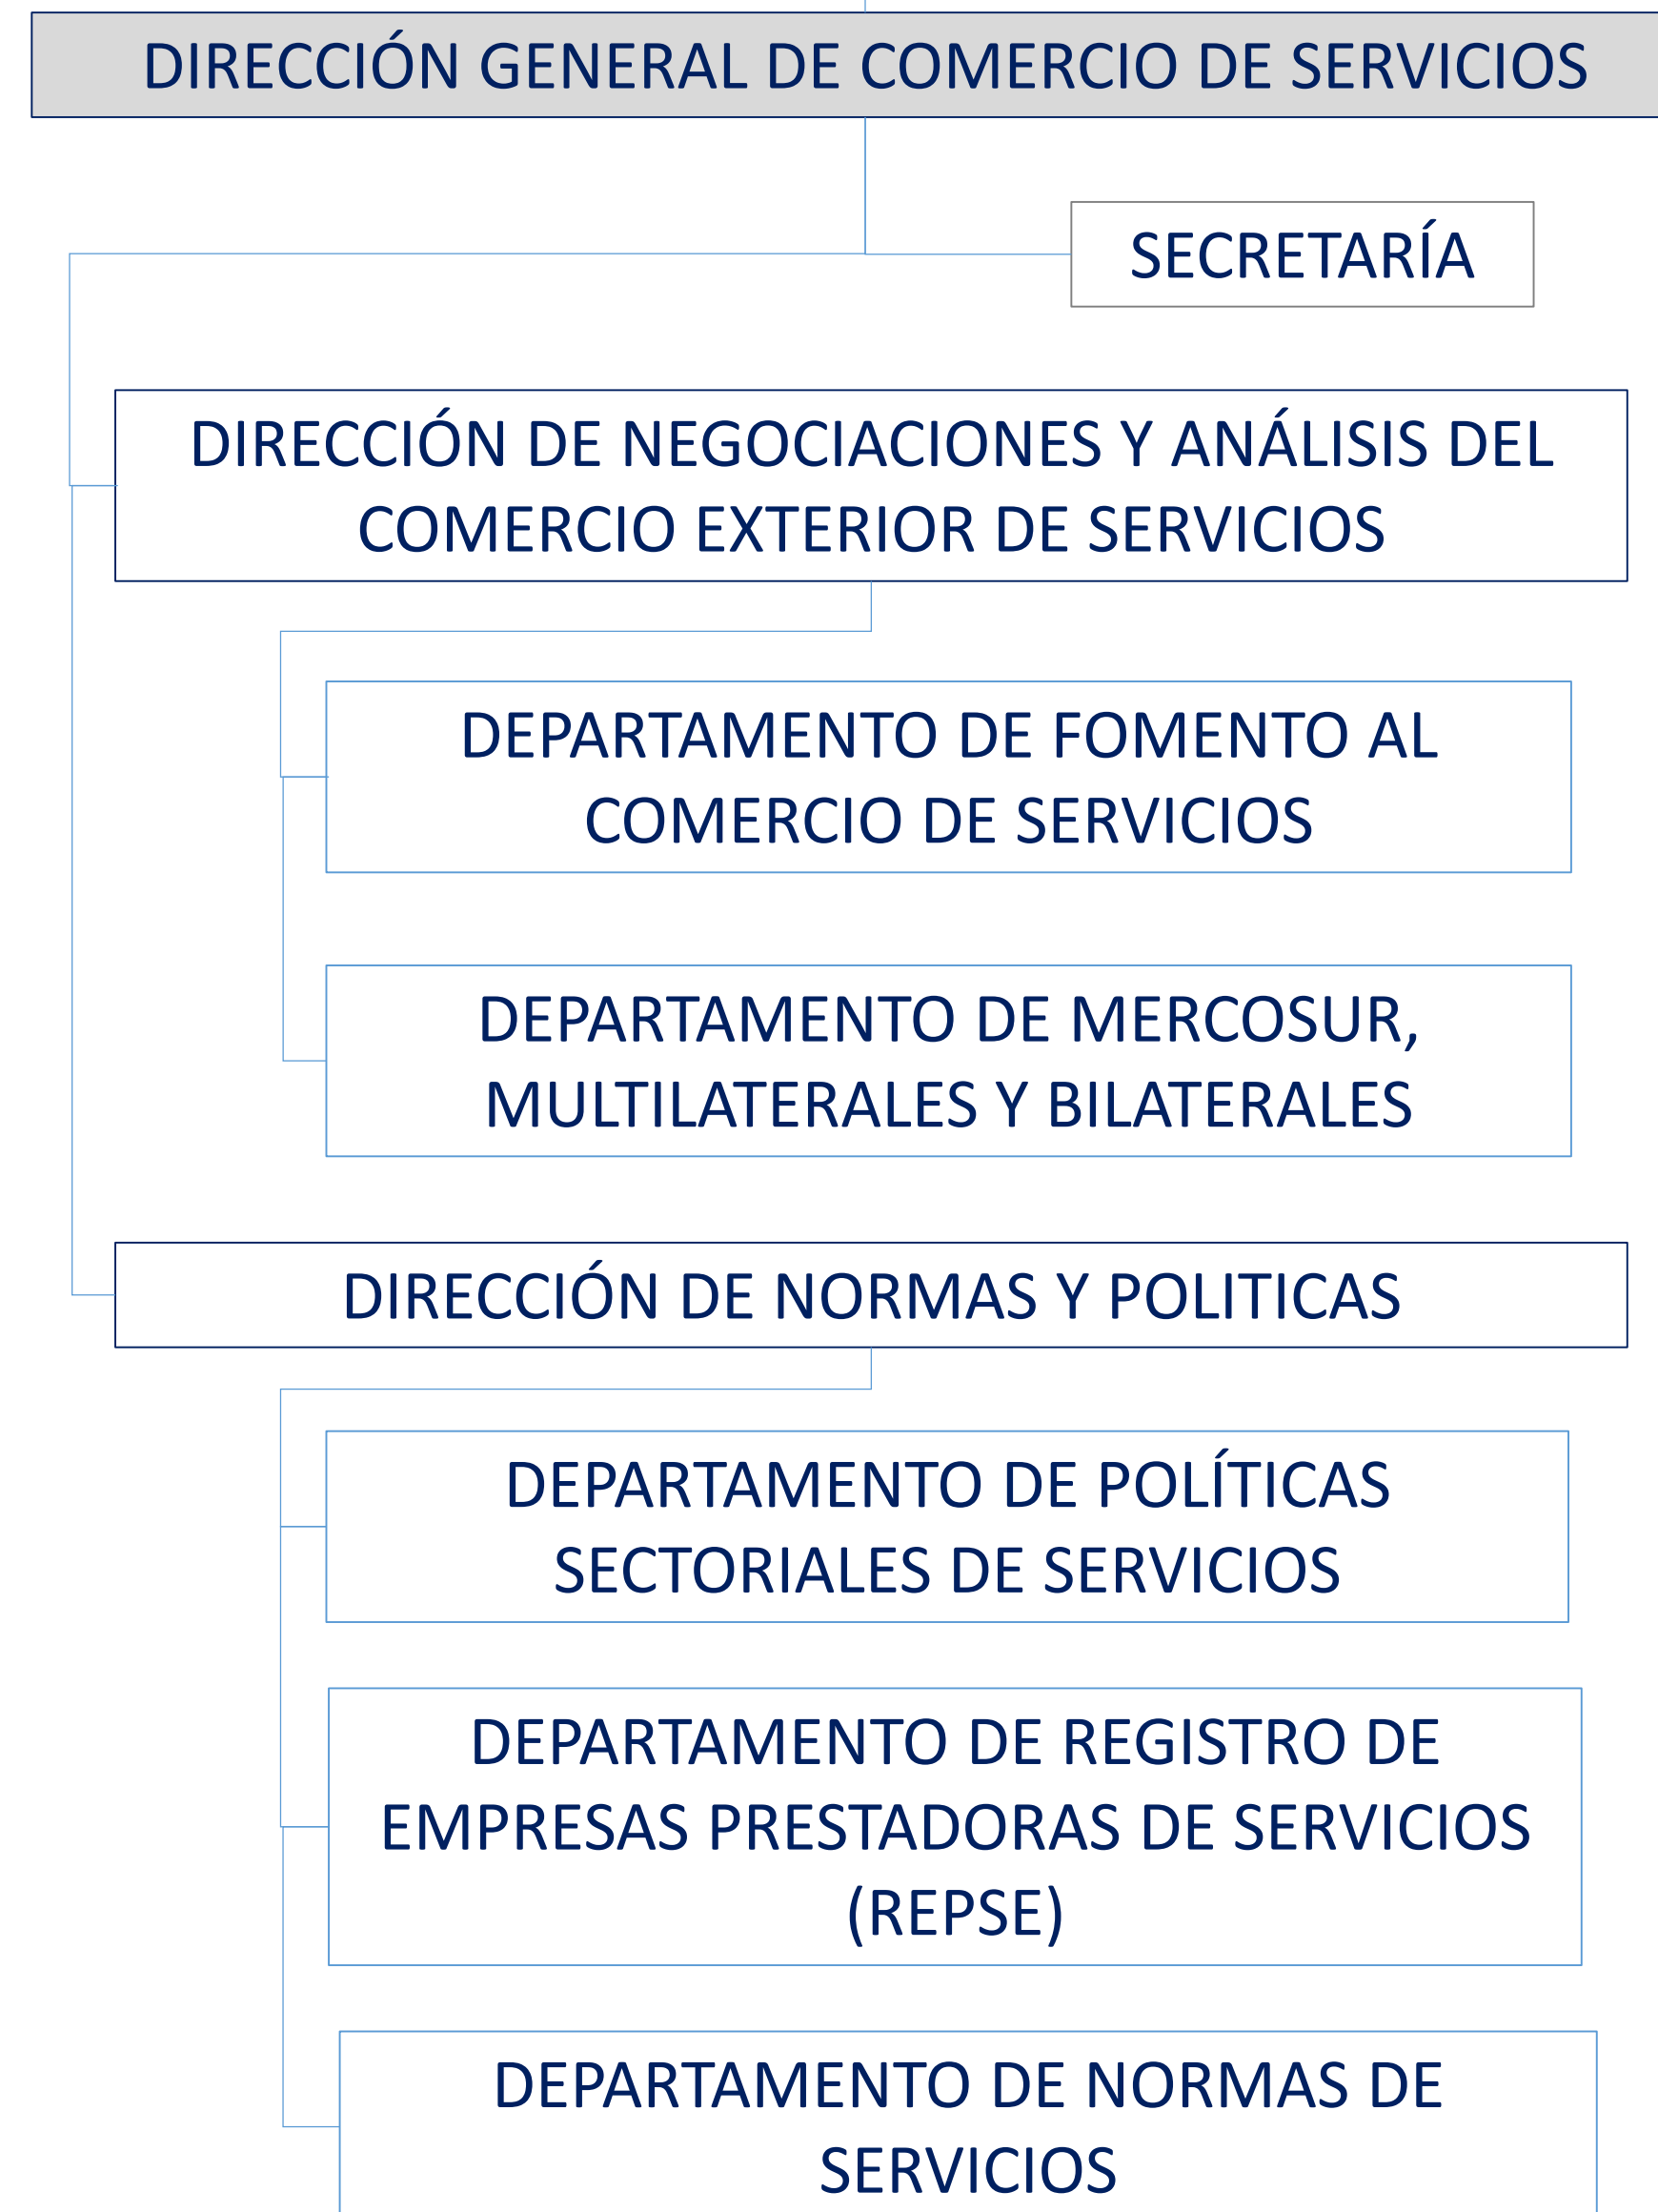 DIRECCIÓN GENERAL DE COMERCIO DE SERVICIOS
SECRETARÍA
DIRECCIÓN DE NEGOCIACIONES Y ANÁLISIS DEL
COMERCIO EXTERIOR DE SERVICIOS
DEPARTAMENTO DE FOMENTO AL
COMERCIO DE SERVICIOS
DEPARTAMENTO DE MERCOSUR,
MULTILATERALES Y BILATERALES
DIRECCIÓN DE NORMAS Y POLITICAS
DEPARTAMENTO DE POLÍTICAS
SECTORIALES DE SERVICIOS
DEPARTAMENTO DE REGISTRO DE
EMPRESAS PRESTADORAS DE SERVICIOS
(REPSE)
DEPARTAMENTO DE NORMAS DE
SERVICIOS